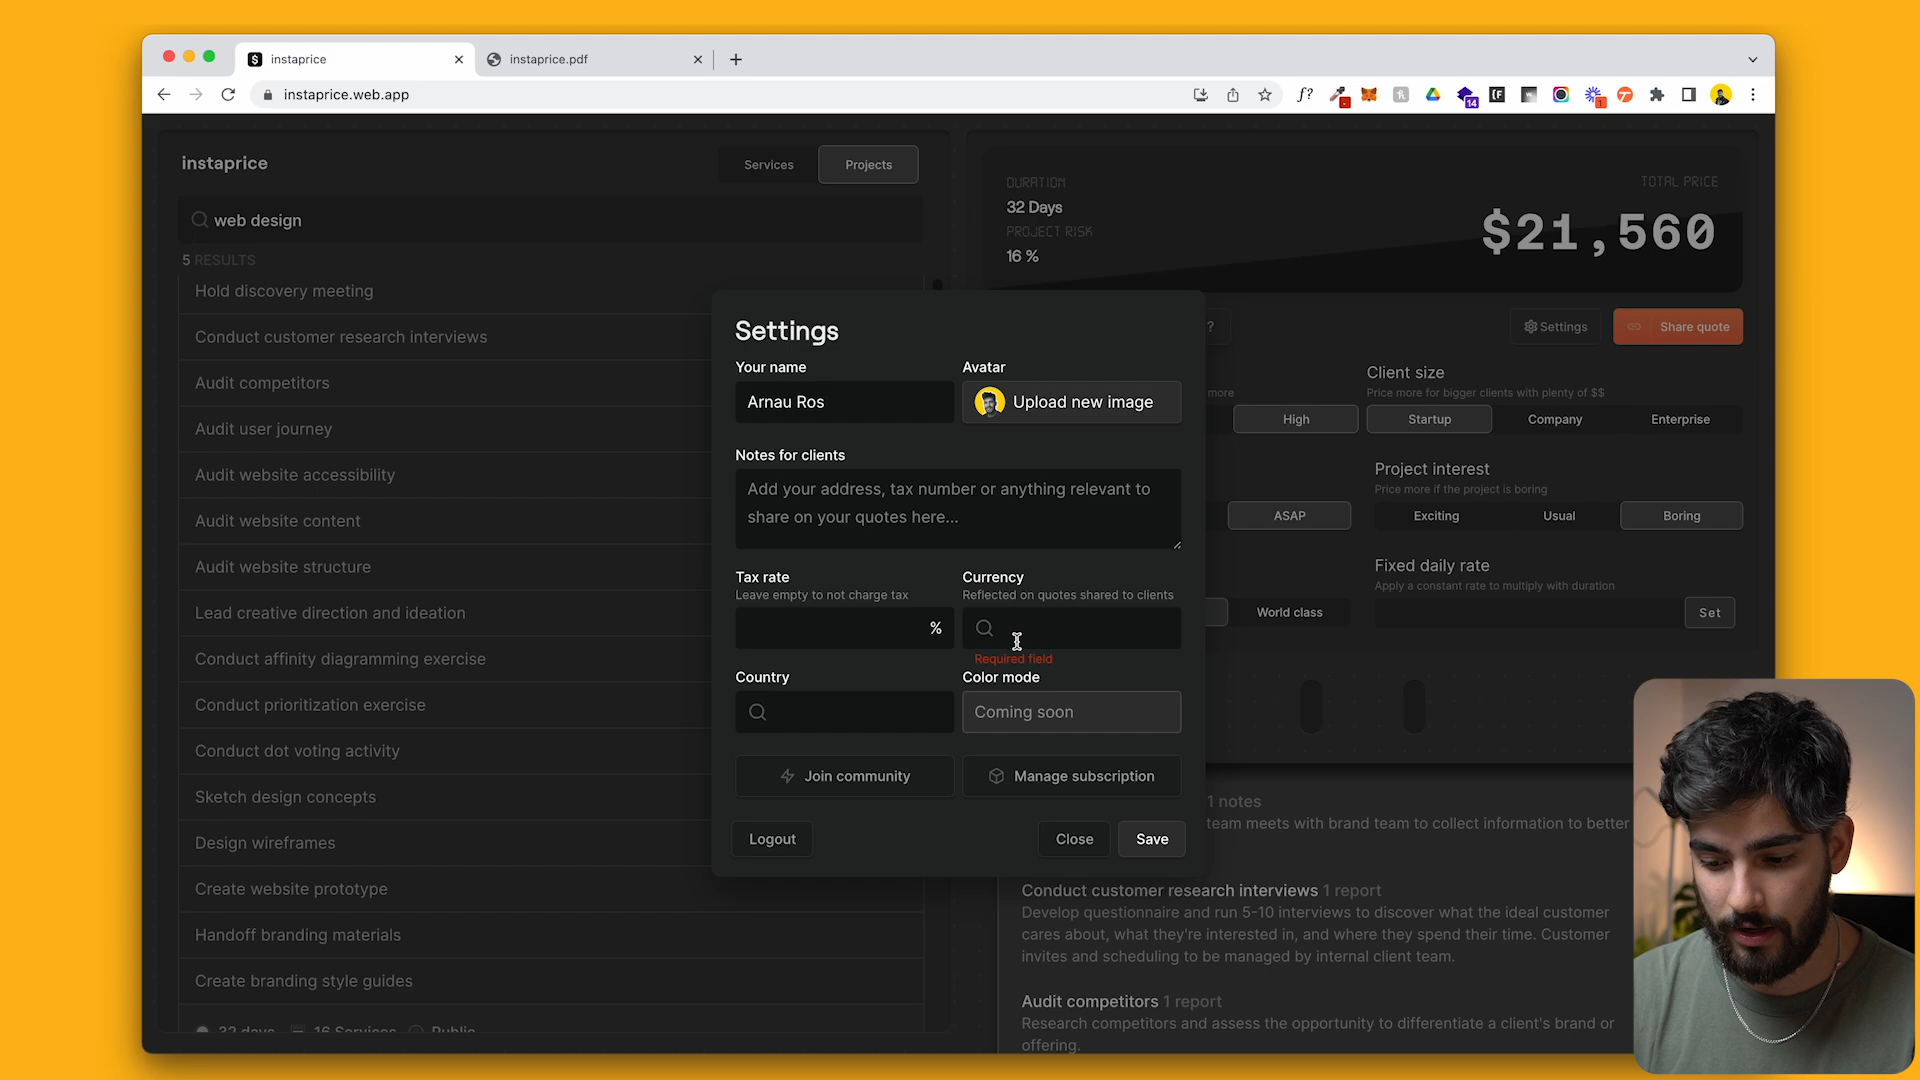 instaprice
instaprice.pdf
instaprice.web.app
14
1
instaprice
Services
Projects
web design
5 RESULTS
Hold discovery meeting
Conduct customer research interviews
Audit competitors
Audit user journey
Audit website accessibility
Audit website content
Audit website structure
Lead creative direction and ideation
Conduct affinity diagramming exercise
Conduct prioritization exercise
Conduct dot voting activity
Sketch design concepts
Design wireframes
Create website prototype
Handoff branding materials
Create branding style guides
32 days
16 Services
Public
DURATION
32 Days
PROJECT RISK
16 %
TOTAL PRICE
$21,560
?
Settings
Share quote
more
High
Client size
Price more for bigger clients with plenty of $$
Startup
Company
Enterprise
ASAP
Project interest
Price more if the project is boring
Exciting
Usual
Boring
World class
Fixed daily rate
Apply a constant rate to multiply with duration
Set
Settings
Your name
Arnau Ros
Avatar
Upload new image
Notes for clients
Add your address, tax number or anything relevant to
share on your quotes here...
Tax rate
Leave empty to not charge tax
%
Currency
Reflected on quotes shared to clients
Required field
Country
Color mode
Coming soon
Join community
Manage subscription
Logout
Close
Save
1 notes
team meets with brand team to collect information to better
Conduct customer research interviews 1 report
Develop questionnaire and run 5-10 interviews to discover what the ideal customer
cares about, what they're interested in, and where they spend their time. Customer
invites and scheduling to be managed by internal client team.
Audit competitors 1 report
Research competitors and assess the opportunity to differentiate a client's brand or
offering.